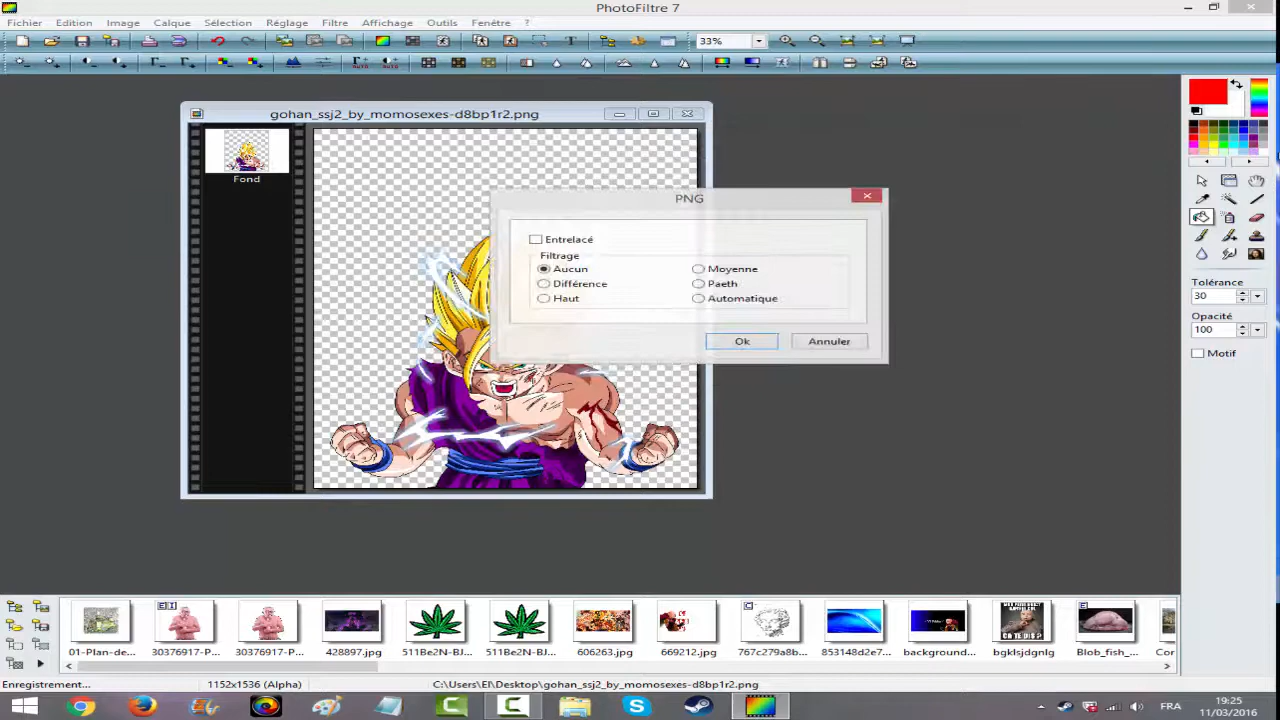 PhotoFiltre 7
Fichier Edition Image Calque Sélection Réglage Filtre Affichage Outils Fenêtre ?
33%
gohan_ssj2_by_momosexes-d8bp1r2.png
Fond
PNG
Entrelacé
Filtrage
Aucun Moyenne
Différence Paeth
Haut Automatique
Ok Annuler
Tolérance
30
Opacité
100
Motif
01-Plan-de... 30376917-P... 30376917-P... 428897.jpg 511Be2N-BJ... 511Be2N-BJ... 606263.jpg 669212.jpg 767c279a8b... 853148d2e7... background... bgklsjdgnlg Blob_fish_...
Enregistrement... 1152x1536 (Alpha) C:\Users\El\Desktop\gohan_ssj2_by_momosexes-d8bp1r2.png
FRA
19:25
11/03/2016